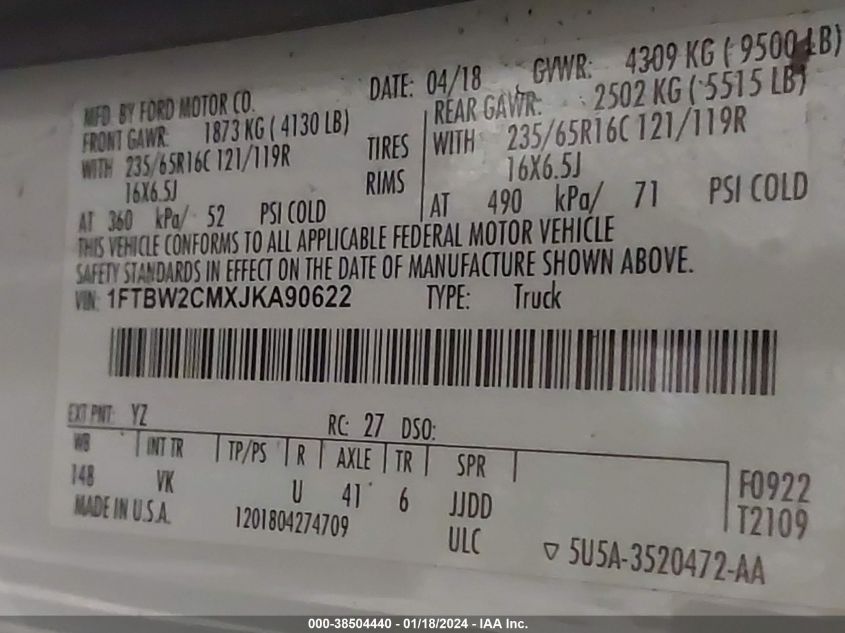 MFD. BY FORD MOTOR CO.
DATE: 04/18
GVWR: 4309 KG ( 9500 LB)
FRONT GAWR: 1873 KG ( 4130 LB)
REAR GAWR: 2502 KG ( 5515 LB)
WITH 235/65R16C 121/119R
TIRES
WITH 235/65R16C 121/119R
16X6.5J
RIMS
16X6.5J
AT 360 kPa/ 52 PSI COLD
AT 490 kPa/ 71 PSI COLD
THIS VEHICLE CONFORMS TO ALL APPLICABLE FEDERAL MOTOR VEHICLE
SAFETY STANDARDS IN EFFECT ON THE DATE OF MANUFACTURE SHOWN ABOVE.
VIN: 1FTBW2CMXJKA90622 TYPE: Truck
EXT PNT: YZ RC: 27 DSO:
WB INT TR TP/PS R AXLE TR SPR
148 VK U 41 6 JJDD
F0922
T2109
MADE IN U.S.A. 1201804274709 ULC
▽ 5U5A-3520472-AA
000-38504440 - 01/18/2024 - IAA Inc.